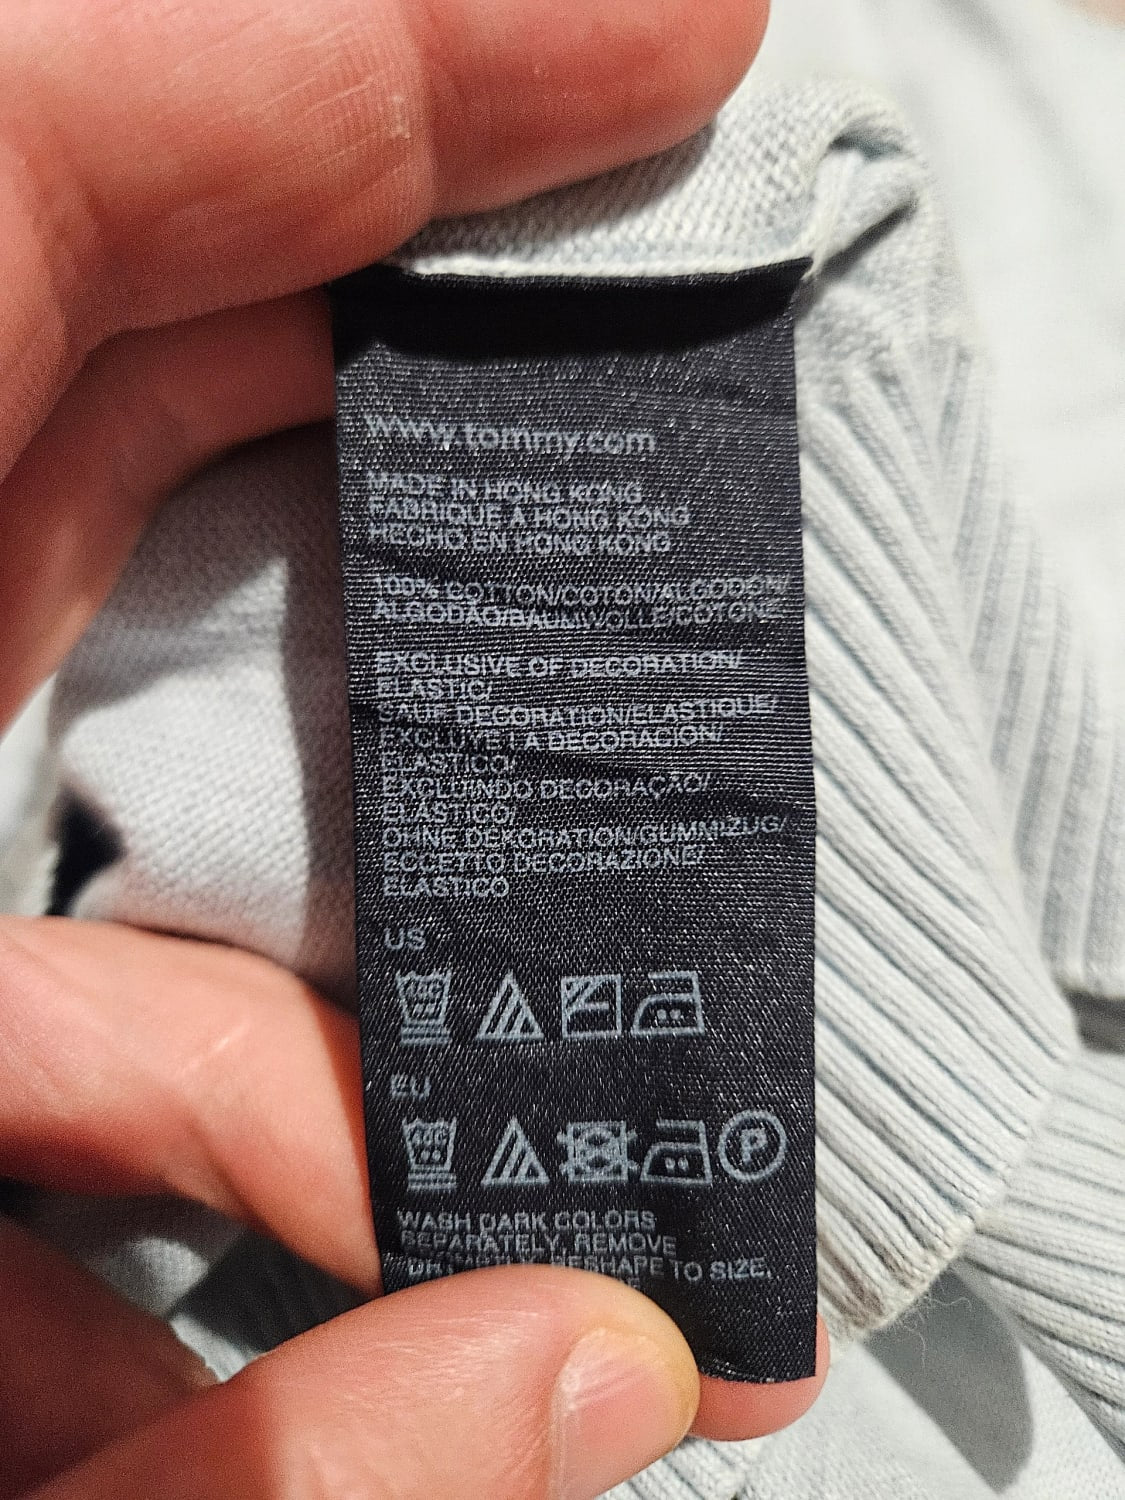 www.tommy.com
MADE IN HONG KONG
FABRIQUE A HONG KONG
HECHO EN HONG KONG
100% COTTON/COTON/ALGODON/
ALGODÃO/BAUMWOLLE/COTONE
EXCLUSIVE OF DECORATION/
ELASTIC/
SAUF DECORATION/ELASTIQUE/
EXCLUYE LA DECORACION/
ELASTICO/
EXCLUINDO DECORAÇÃO/
ELASTICO
OHNE DEKORATION/GUMMIZUG/
ECCETTO DECORAZIONE/
ELASTICO
US
EU
P
WASH DARK COLORS
SEPARATELY, REMOVE
RESHAPE TO SIZE,